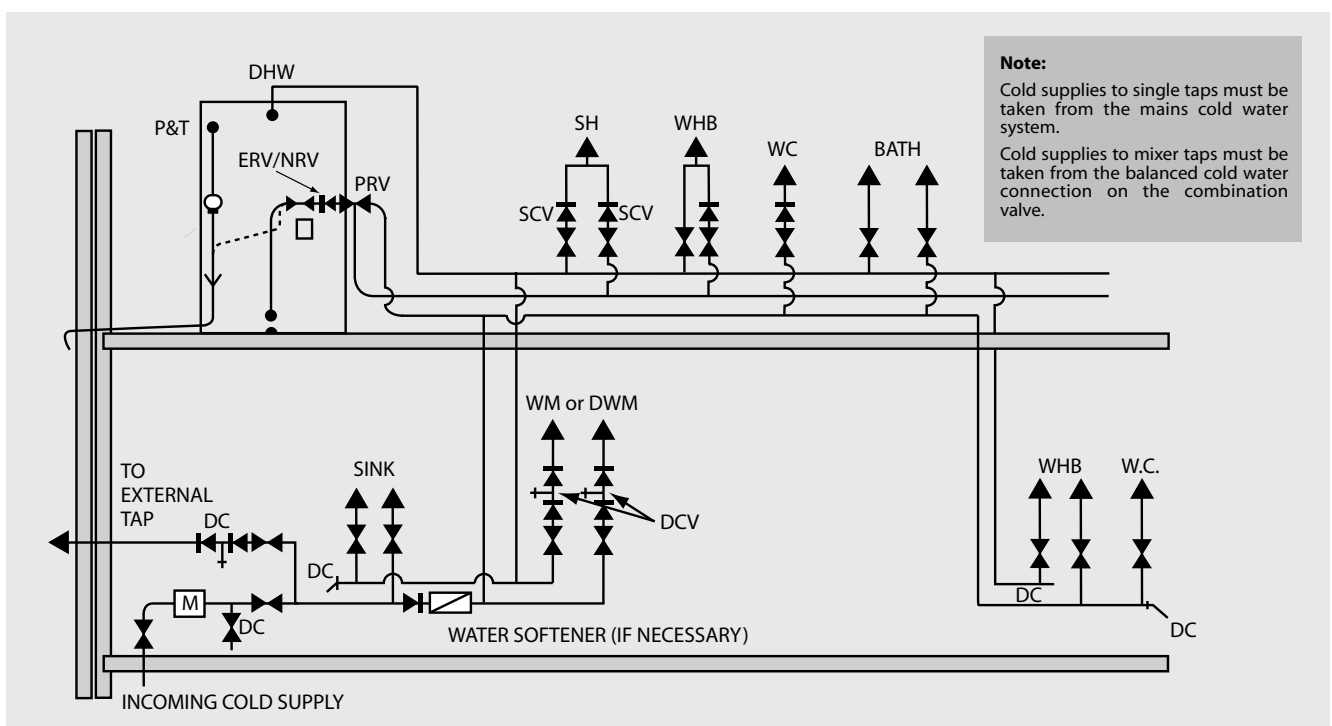 Note:
Cold supplies to single taps must be
taken from the mains cold water
system.
Cold supplies to mixer taps must be
taken from the balanced cold water
connection on the combination
valve.
DHW
P&T
ERV/NRV
PRV
SH
WHB
WC
BATH
SCV
SCV
WM or DWM
TO
EXTERNAL
TAP
SINK
WHB
W.C.
DC
DCV
DC
DC
M
DC
DC
WATER SOFTENER (IF NECESSARY)
INCOMING COLD SUPPLY